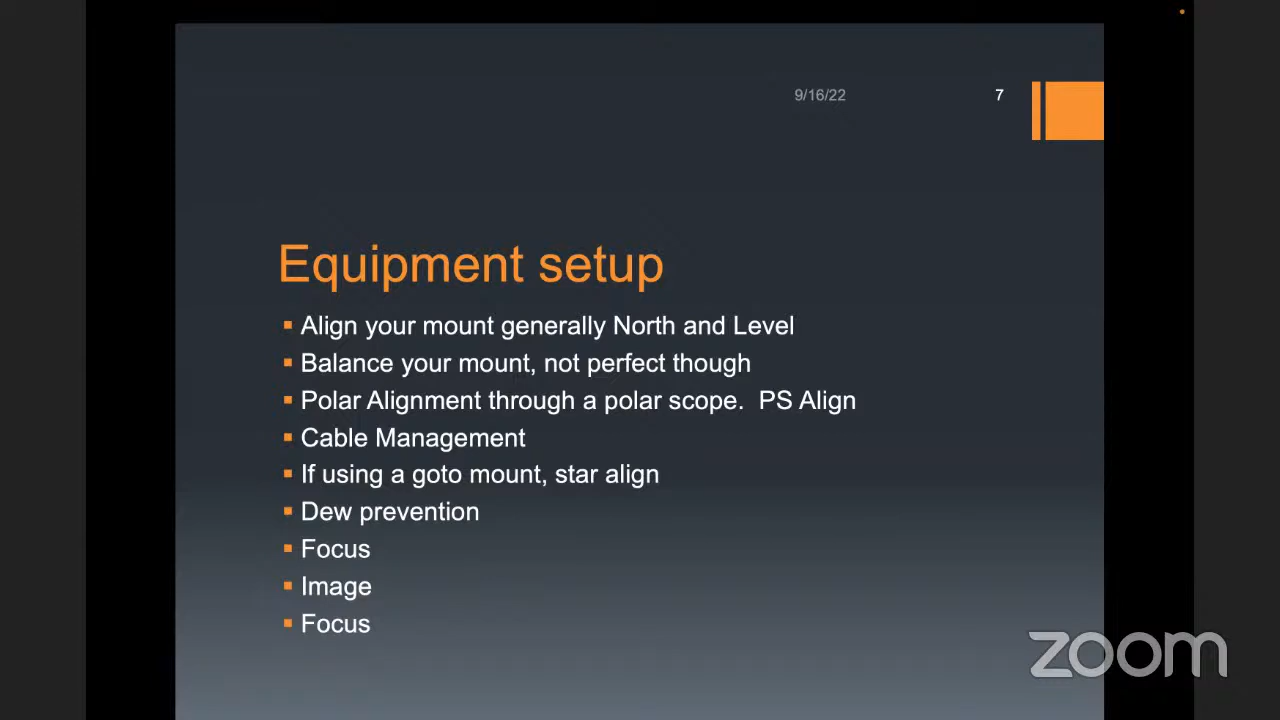 9/16/22
7
Equipment setup
Align your mount generally North and Level
Balance your mount, not perfect though
Polar Alignment through a polar scope.  PS Align
Cable Management
If using a goto mount, star align
Dew prevention
Focus
Image
Focus
zoom